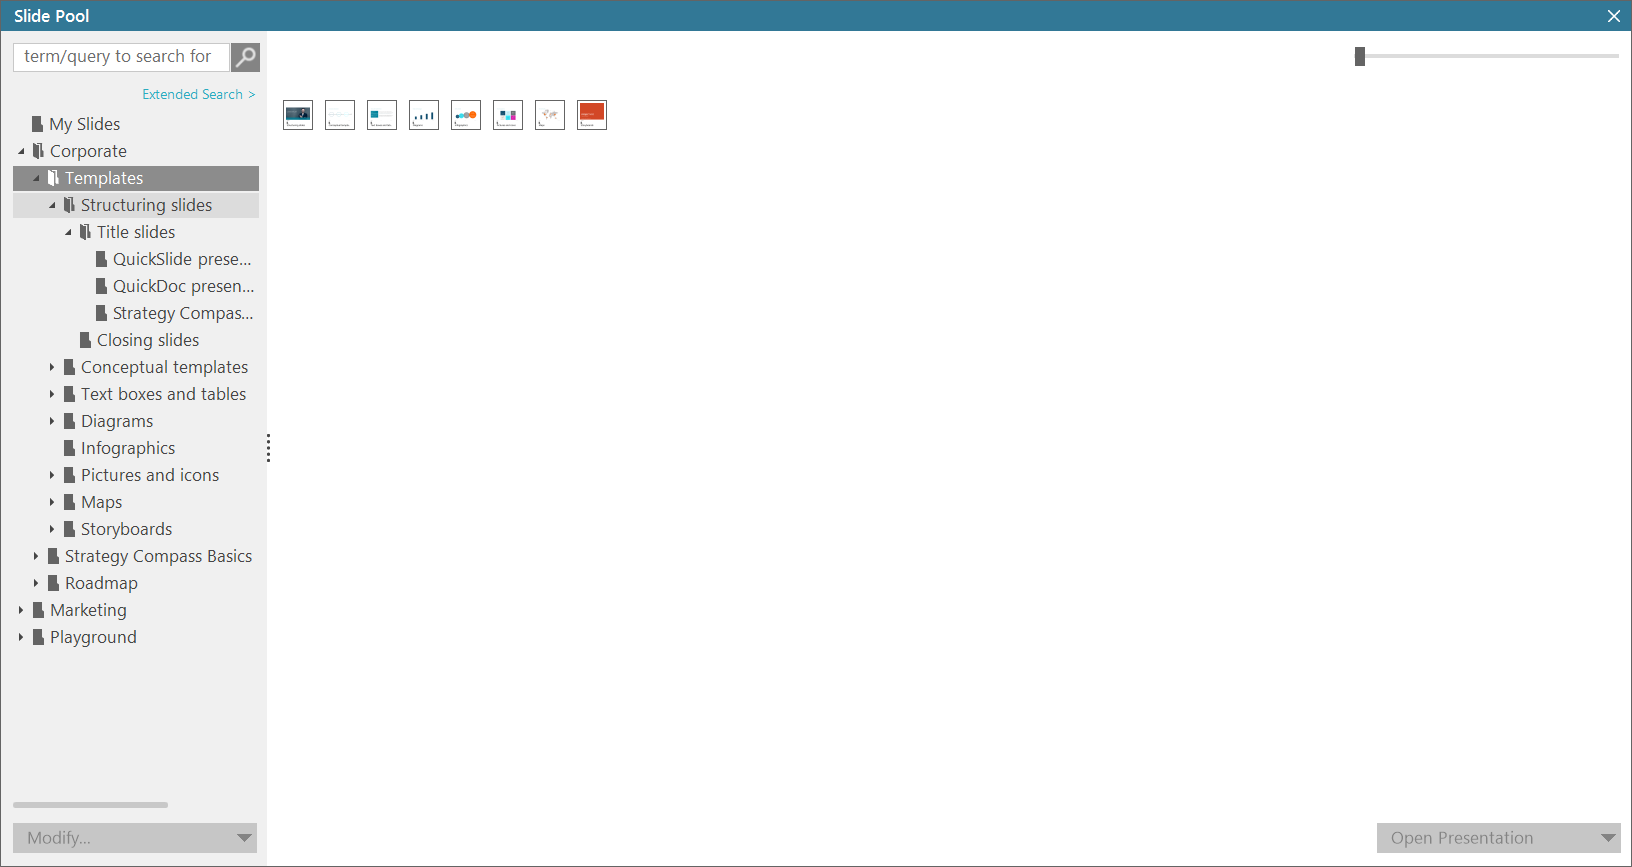 Slide Pool
term/query to search for
Extended Search >
My Slides
Corporate
Templates
Structuring slides
Title slides
QuickSlide prese...
QuickDoc presen...
Strategy Compas...
Closing slides
Conceptual templates
Text boxes and tables
Diagrams
Infographics
Pictures and icons
Maps
Storyboards
Strategy Compass Basics
Roadmap
Marketing
Playground
Modify...
Open Presentation